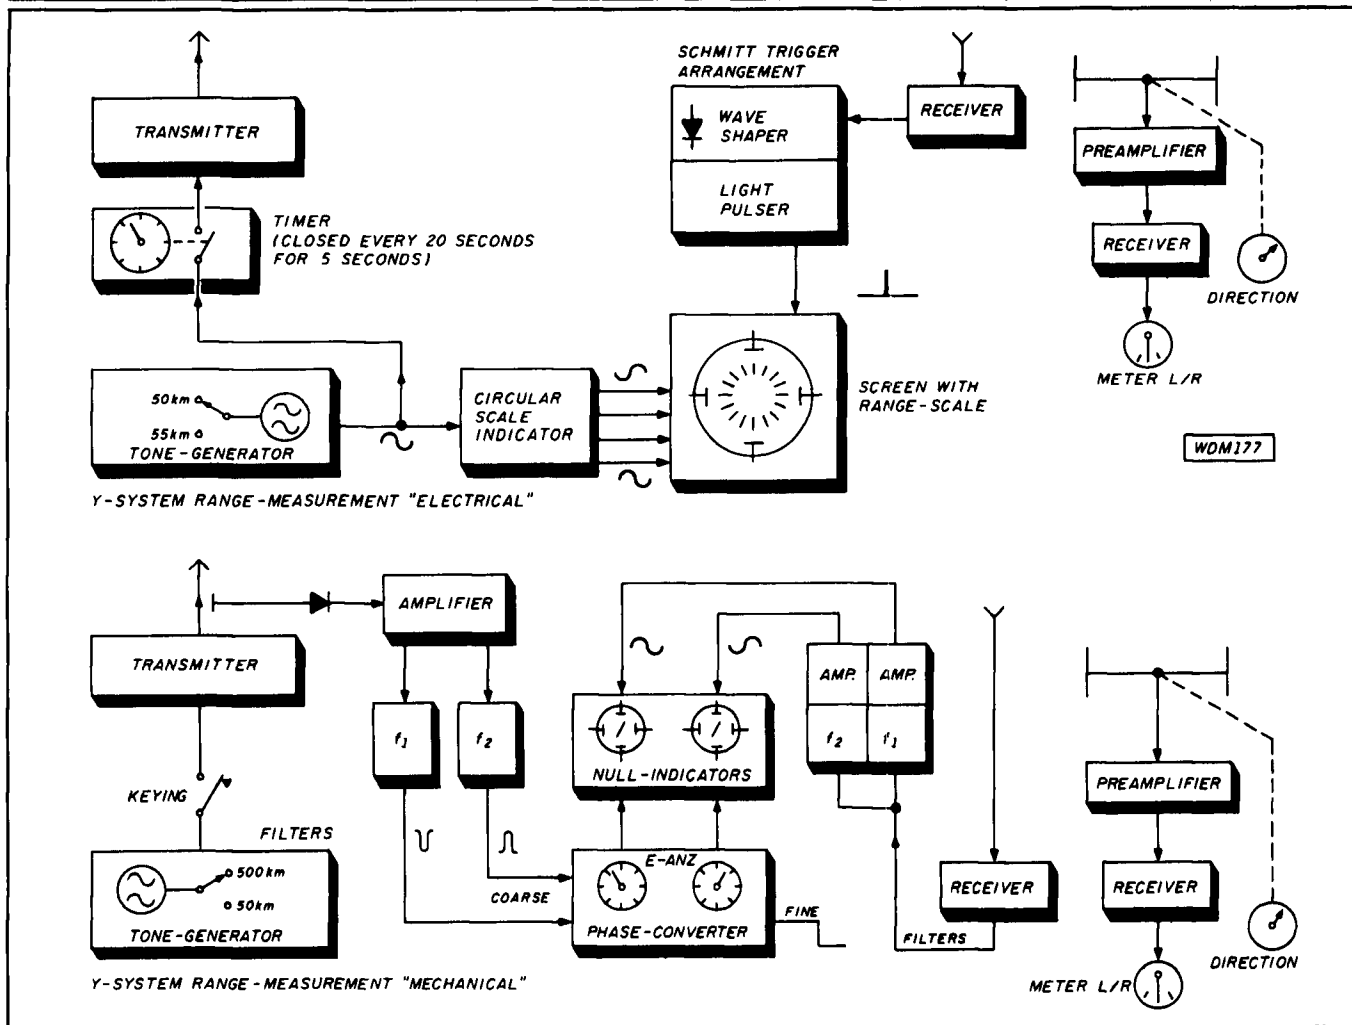 SCHMITT TRIGGER
ARRANGEMENT
TRANSMITTER
WAVE
SHAPER
RECEIVER
PREAMPLIFIER
LIGHT
PULSER
TIMER
(CLOSED EVERY 20 SECONDS
FOR 5 SECONDS)
RECEIVER
DIRECTION
METER L/R
50km
55km
TONE-GENERATOR
CIRCULAR
SCALE
INDICATOR
SCREEN WITH
RANGE-SCALE
WDM177
Y-SYSTEM RANGE-MEASUREMENT "ELECTRICAL"
AMPLIFIER
TRANSMITTER
AMP.
AMP.
f1
f2
f2
f1
NULL-INDICATORS
KEYING
PREAMPLIFIER
FILTERS
500km
50km
TONE-GENERATOR
COARSE
E-ANZ
PHASE-CONVERTER
FINE
FILTERS
RECEIVER
RECEIVER
DIRECTION
METER L/R
Y-SYSTEM RANGE-MEASUREMENT "MECHANICAL"